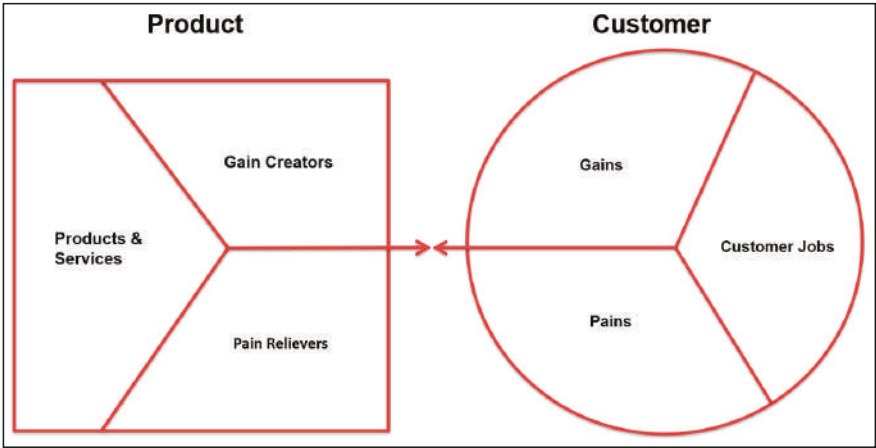 Product
Customer
Gain Creators
Gains
Products &
Services
Customer Jobs
Pains
Pain Relievers